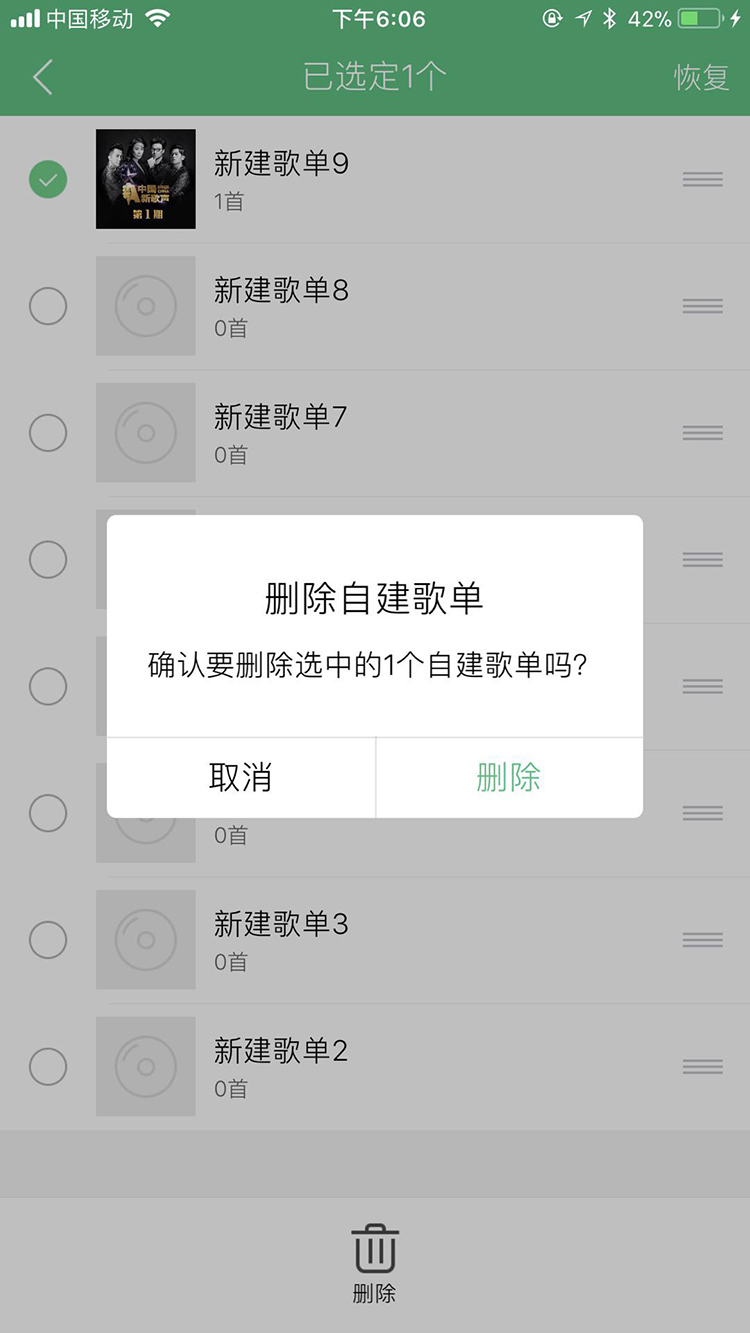 中国移动 下午6:06 42%
已选定1个 恢复
中国
新歌声
第1期
新建歌单9
1首
新建歌单8
0首
新建歌单7
0首
删除自建歌单
确认要删除选中的1个自建歌单吗?
取消 删除
0首
新建歌单3
0首
新建歌单2
0首
删除